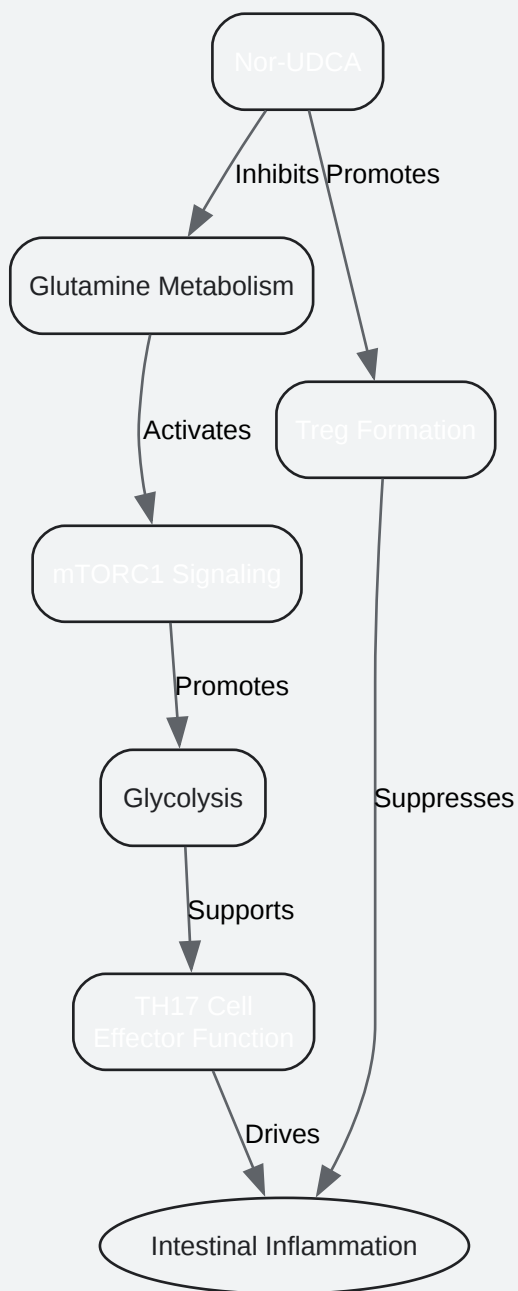 Nor-UDCA
Inhibits
Promotes
Glutamine Metabolism
Activates
Treg Formation
mTORC1 Signaling
Promotes
Glycolysis
Suppresses
Supports
TH17 Cell
Effector Function
Drives
Intestinal Inflammation